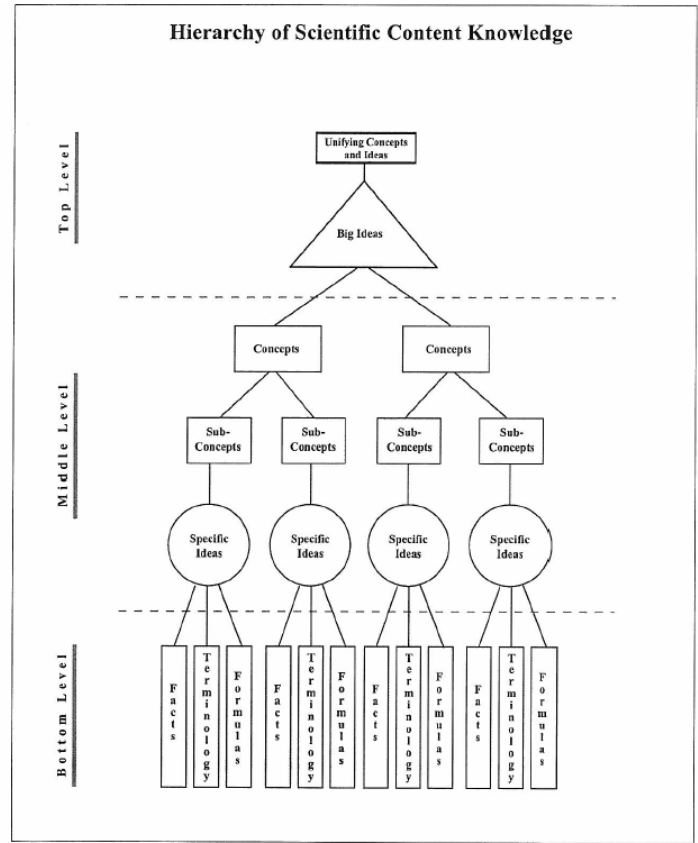 Hierarchy of Scientific Content Knowledge
Top Level
Unifying Concepts
and Ideas
Big Ideas
Middle Level
Concepts
Concepts
Sub-
Concepts
Sub-
Concepts
Sub-
Concepts
Sub-
Concepts
Specific
Ideas
Specific
Ideas
Specific
Ideas
Specific
Ideas
Bottom Level
Facts
Terminology
Formulas
Facts
Terminology
Formulas
Facts
Terminology
Formulas
Facts
Terminology
Formulas